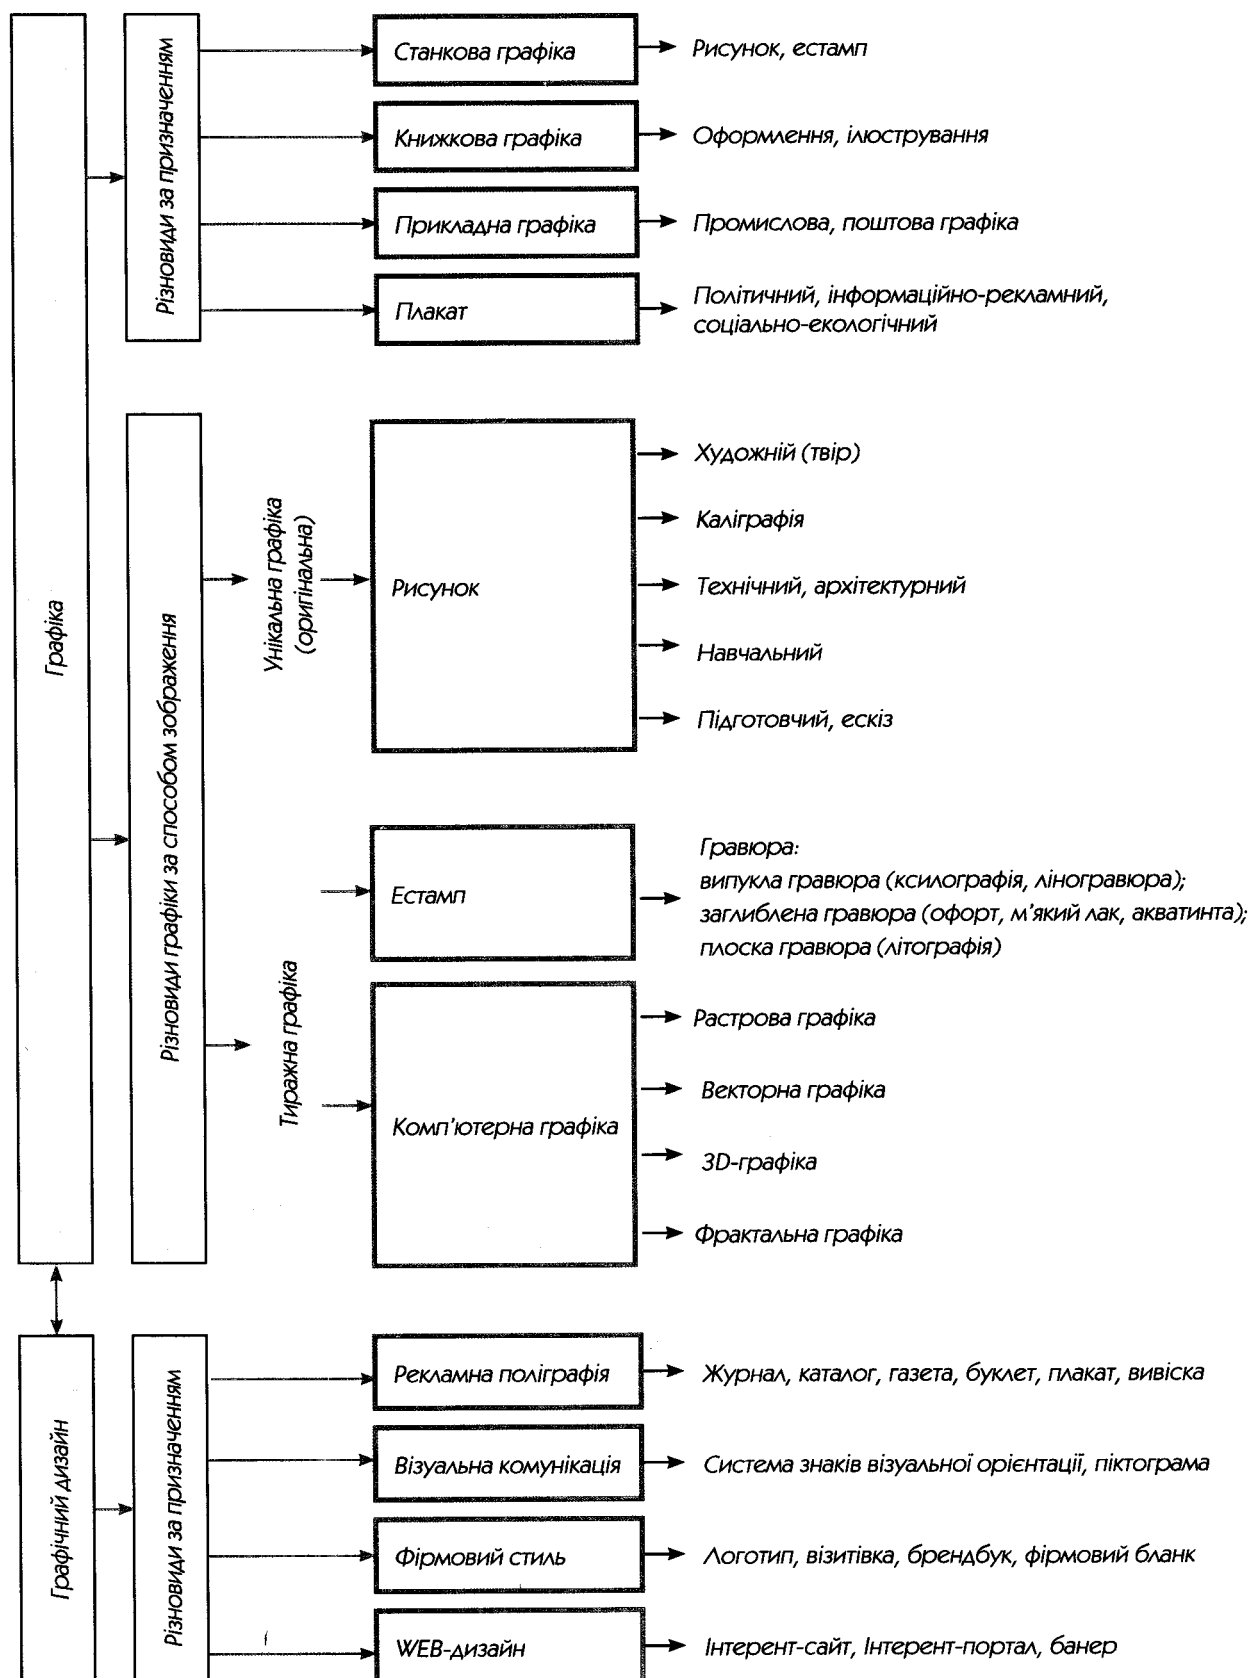 Графіка
Різновиди за призначенням
Станкова графіка
Рисунок, естамп
Книжкова графіка
Оформлення, ілюстрування
Прикладна графіка
Промислова, поштова графіка
Плакат
Політичний, інформаційно-рекламний,
соціально-екологічний
Різновиди графіки за способом зображення
Унікальна графіка
(оригінальна)
Рисунок
Художній (твір)
Каліграфія
Технічний, архітектурний
Навчальний
Підготовчий, ескіз
Тиражна графіка
Естамп
Гравюра:
випукла гравюра (ксилографія, ліногравюра);
заглиблена гравюра (офорт, м'який лак, акватинта);
плоска гравюра (літографія)
Комп'ютерна графіка
Растрова графіка
Векторна графіка
3D-графіка
Фрактальна графіка
Графічний дизайн
Різновиди за призначенням
Рекламна поліграфія
Журнал, каталог, газета, буклет, плакат, вивіска
Візуальна комунікація
Система знаків візуальної орієнтації, піктограма
Фірмовий стиль
Логотип, візитівка, брендбук, фірмовий бланк
WEB-дизайн
Інтерент-сайт, Інтерент-портал, банер